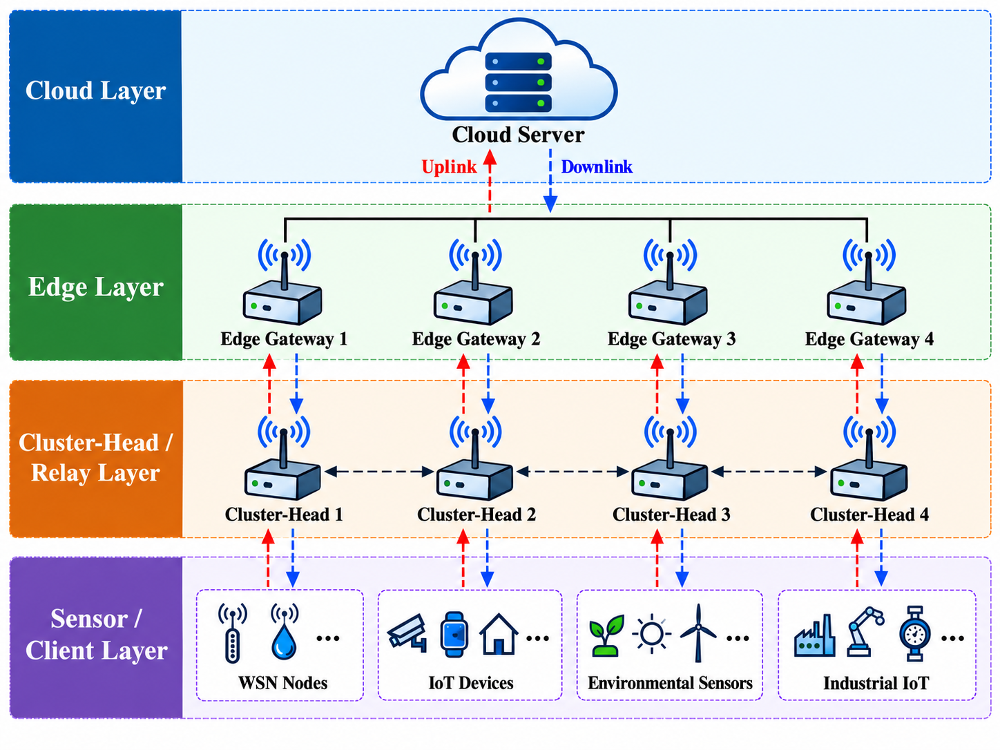 Cloud Layer
Cloud Server
Uplink
Downlink
Edge Layer
Edge Gateway 1
Edge Gateway 2
Edge Gateway 3
Edge Gateway 4
Cluster-Head /
Relay Layer
Cluster-Head 1
Cluster-Head 2
Cluster-Head 3
Cluster-Head 4
Sensor /
Client Layer
...
...
...
...
WSN Nodes
IoT Devices
Environmental Sensors
Industrial IoT